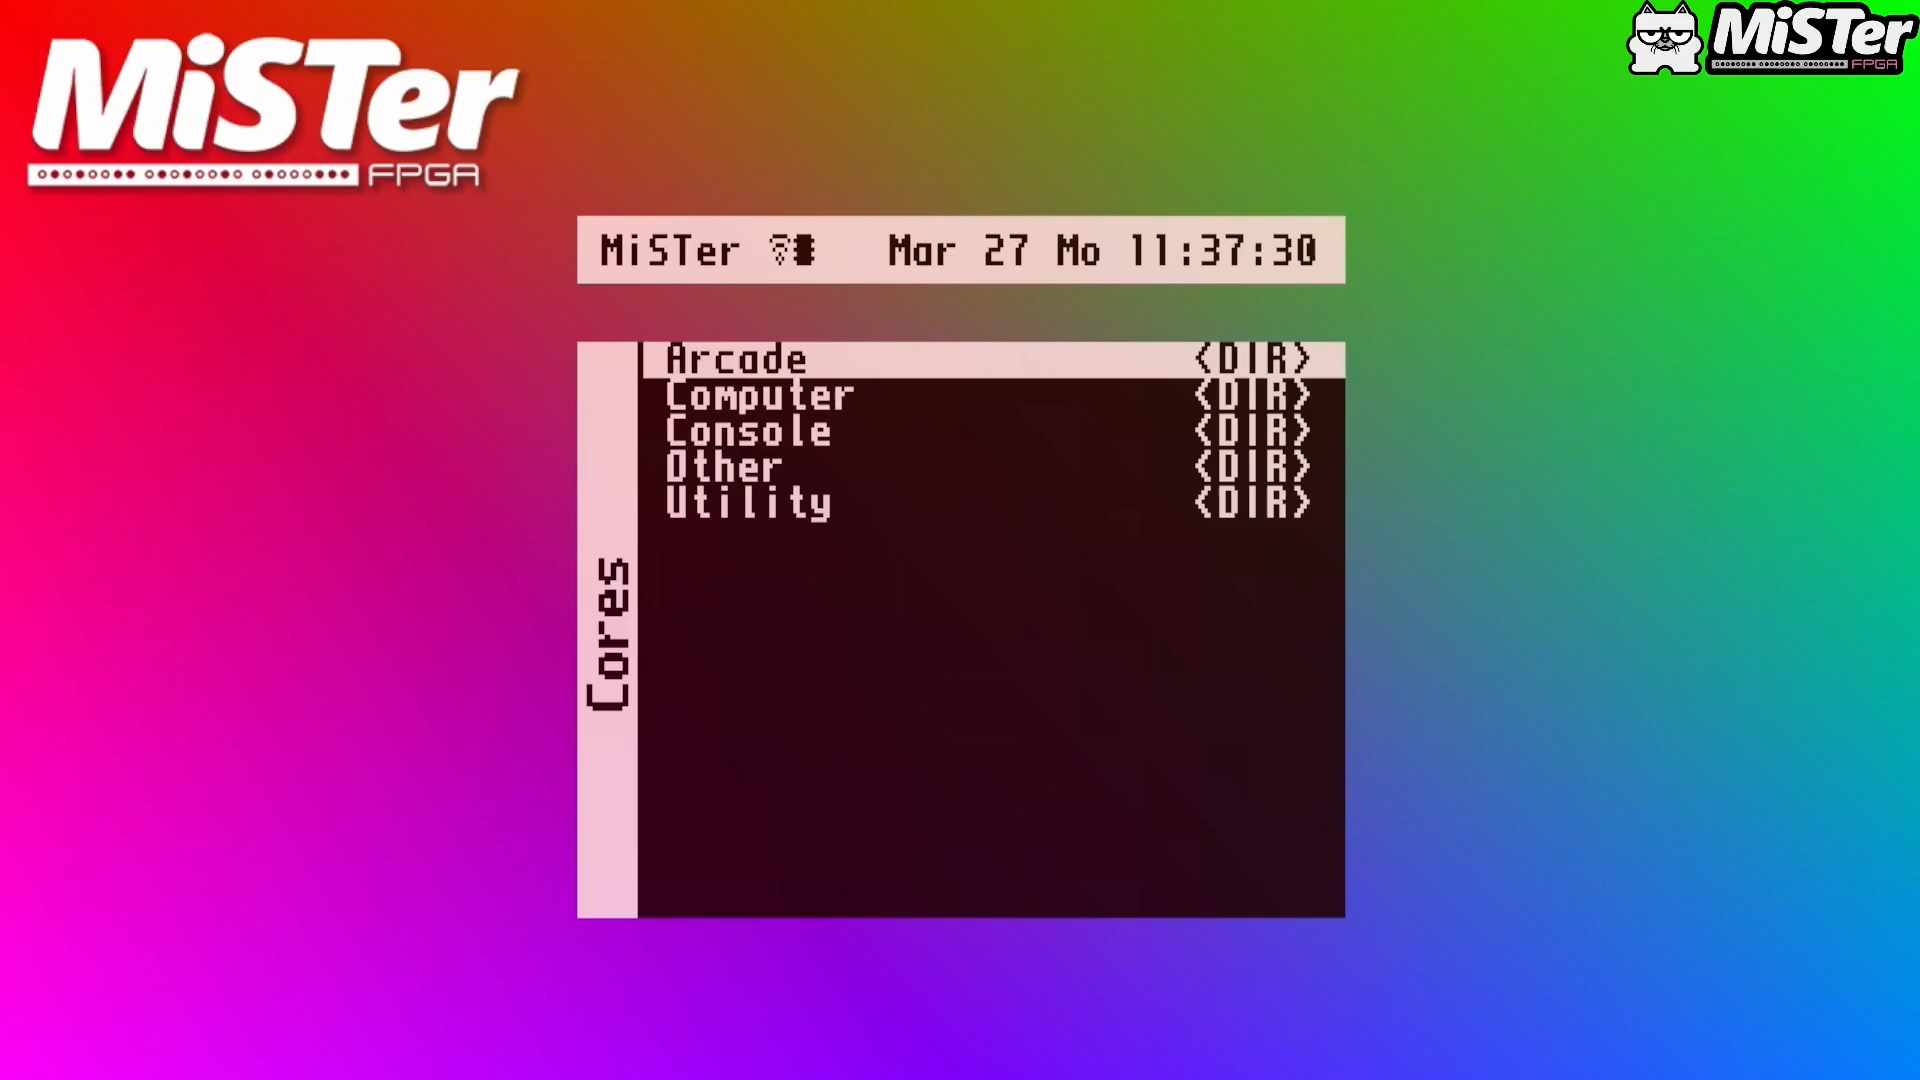 MiSTer
FPGA
MiSTer
FPGA
MiSTer Mar 27 Mo 11:37:30
Cores
Arcade <DIR>
Computer <DIR>
Console <DIR>
Other <DIR>
Utility <DIR>